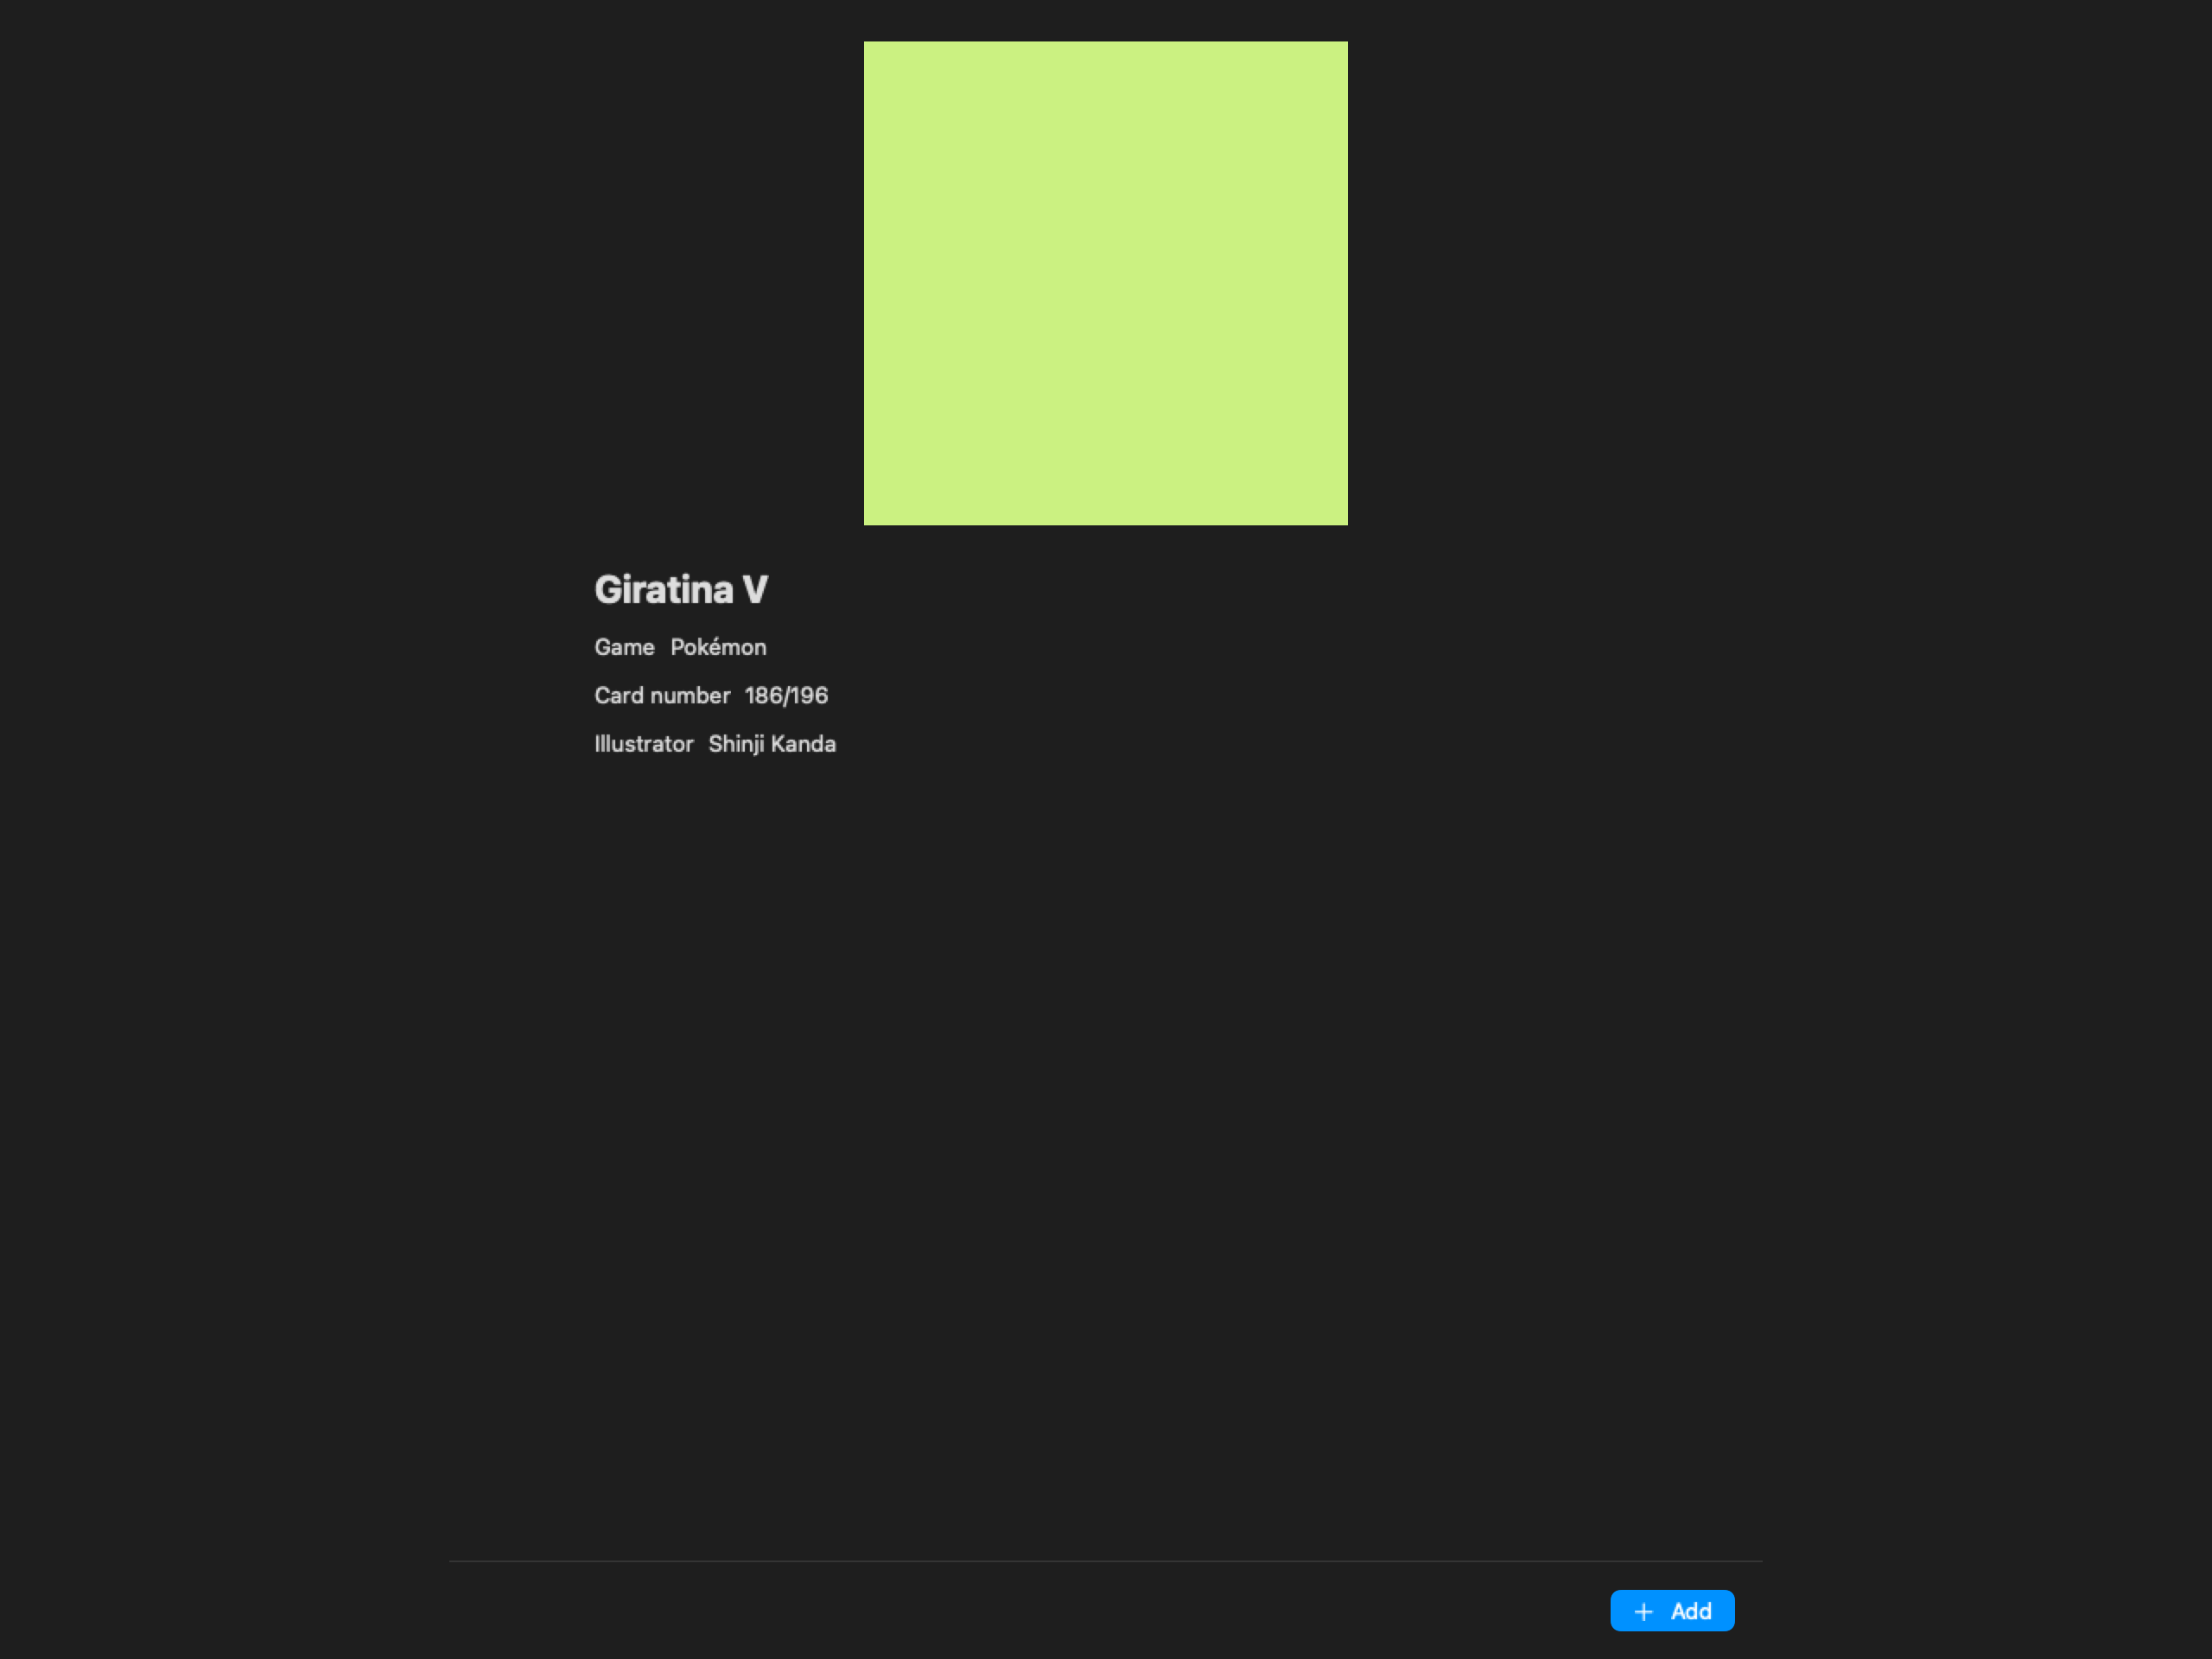 Giratina V
Game Pokémon
Card number 186/196
Illustrator Shinji Kanda
Add